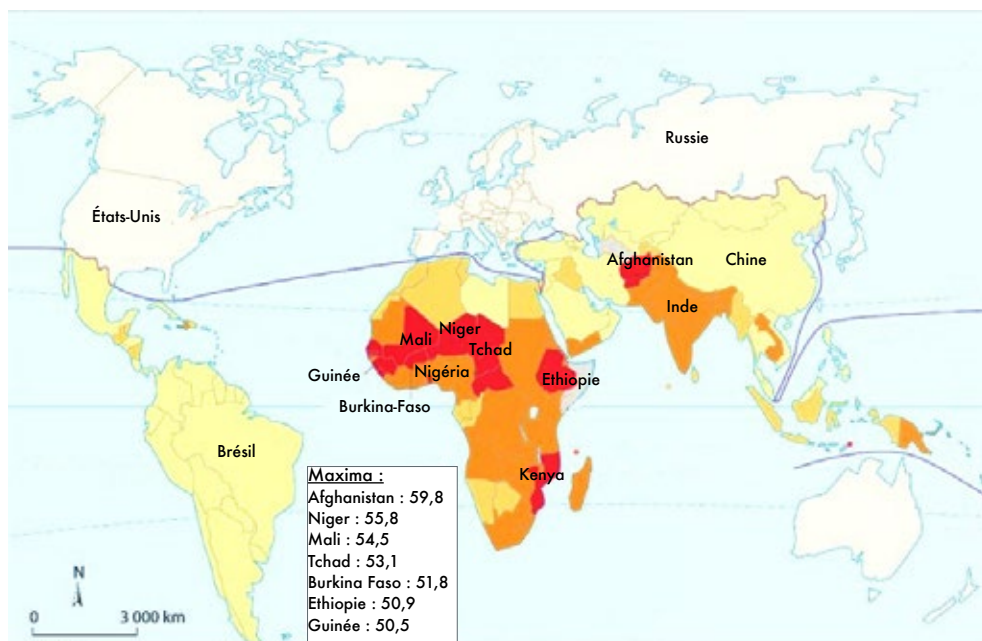 Russie
États-Unis
Afghanistan
Chine
Inde
Mali
Niger
Tchad
Guinée
Nigéria
Ethiopie
Burkina-Faso
Brésil
Kenya
Maxima :
Afghanistan : 59,8
Niger : 55,8
Mali : 54,5
Tchad : 53,1
Burkina Faso : 51,8
Ethiopie : 50,9
Guinée : 50,5
N
0 3 000 km